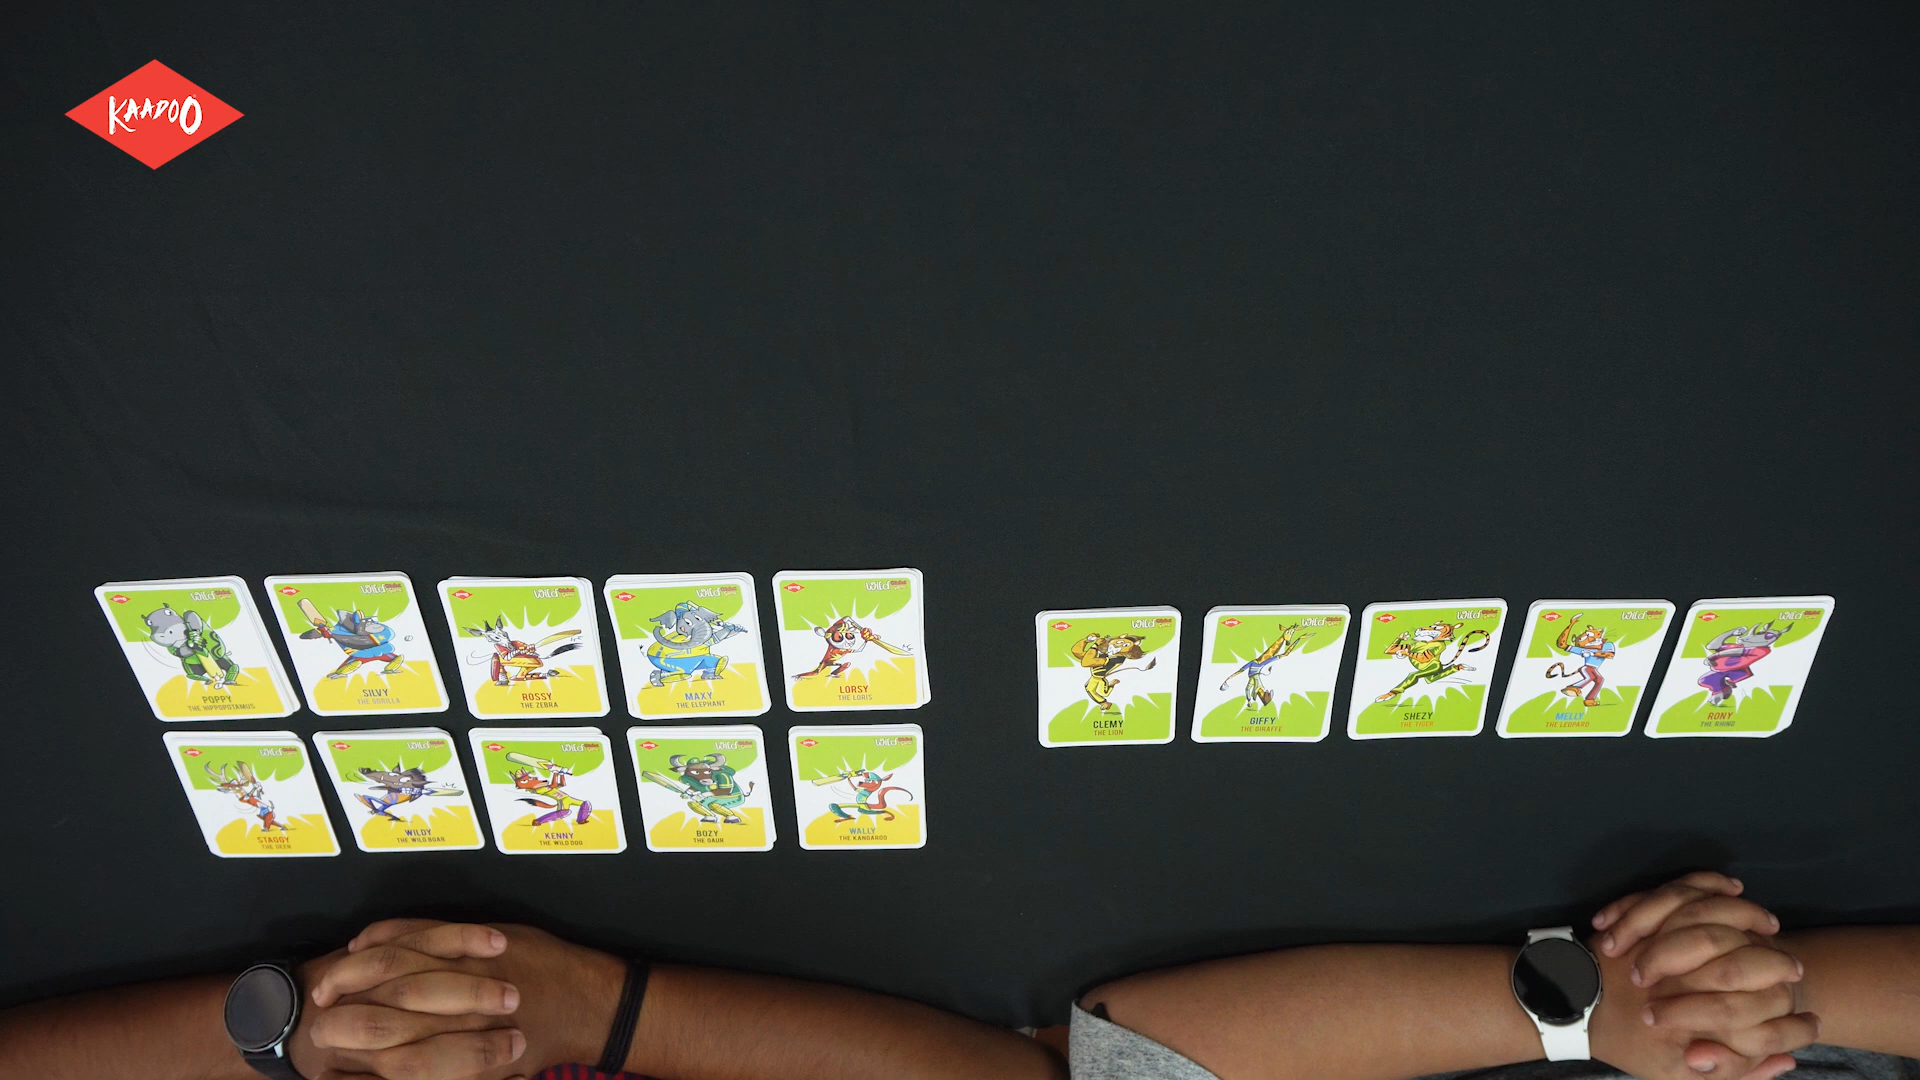 KAADOO
POPPY
THE HIPPOPOTAMUS
SILVY
THE GORILLA
ROSSY
THE ZEBRA
MAXY
THE ELEPHANT
LORSY
THE LORIS
CLEMY
THE LION
GIFFY
THE GIRAFFE
SHEZY
THE TIGER
MELLY
THE LEOPARD
RONY
THE RHINO
STAGGY
THE DEER
WILDY
THE WILD BOAR
KENNY
THE WILD DOG
BOZY
THE GAUR
WALLY
THE KANGAROO